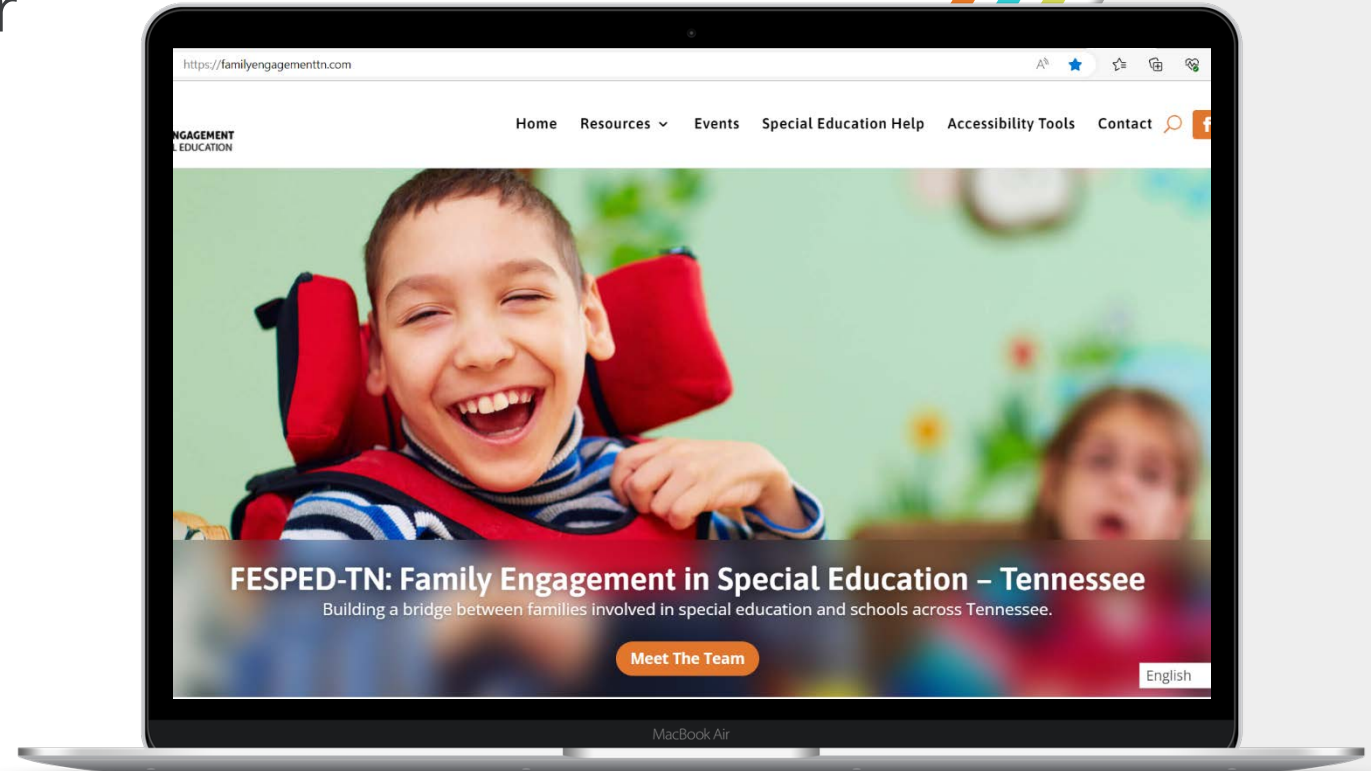 r
https://familyengagementtn.com
NGAGEMENT
L EDUCATION
Home Resources Events Special Education Help Accessibility Tools Contact
FESPED-TN: Family Engagement in Special Education – Tennessee
Building a bridge between families involved in special education and schools across Tennessee.
Meet The Team
English
MacBook Air